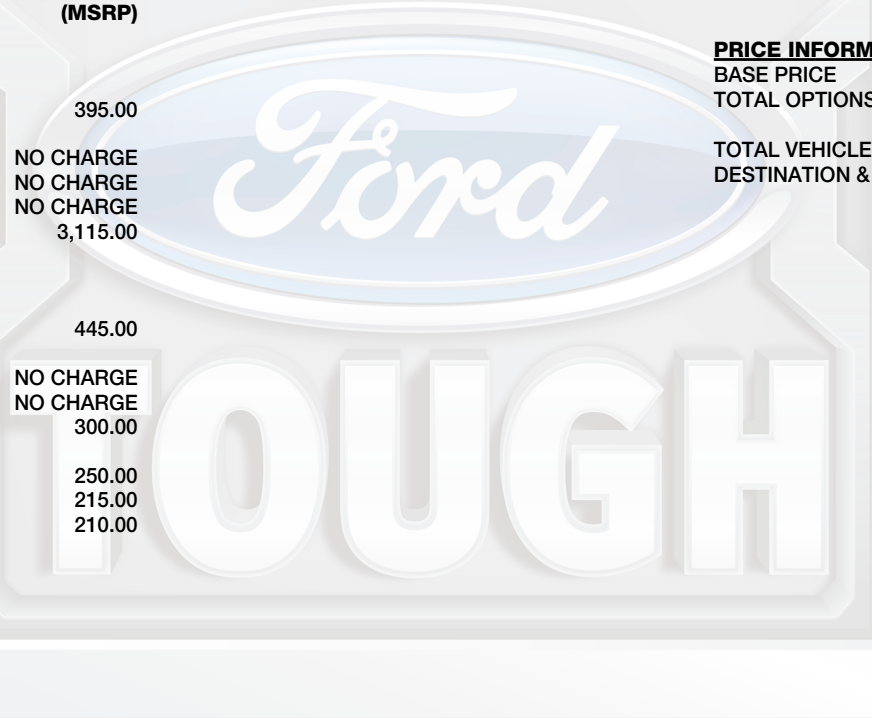 (MSRP)
395.00
NO CHARGE
NO CHARGE
NO CHARGE
3,115.00
445.00
NO CHARGE
NO CHARGE
300.00
250.00
215.00
210.00
PRICE INFORM
BASE PRICE
TOTAL OPTIONS
TOTAL VEHICLE
DESTINATION &
Ford
TOUGH